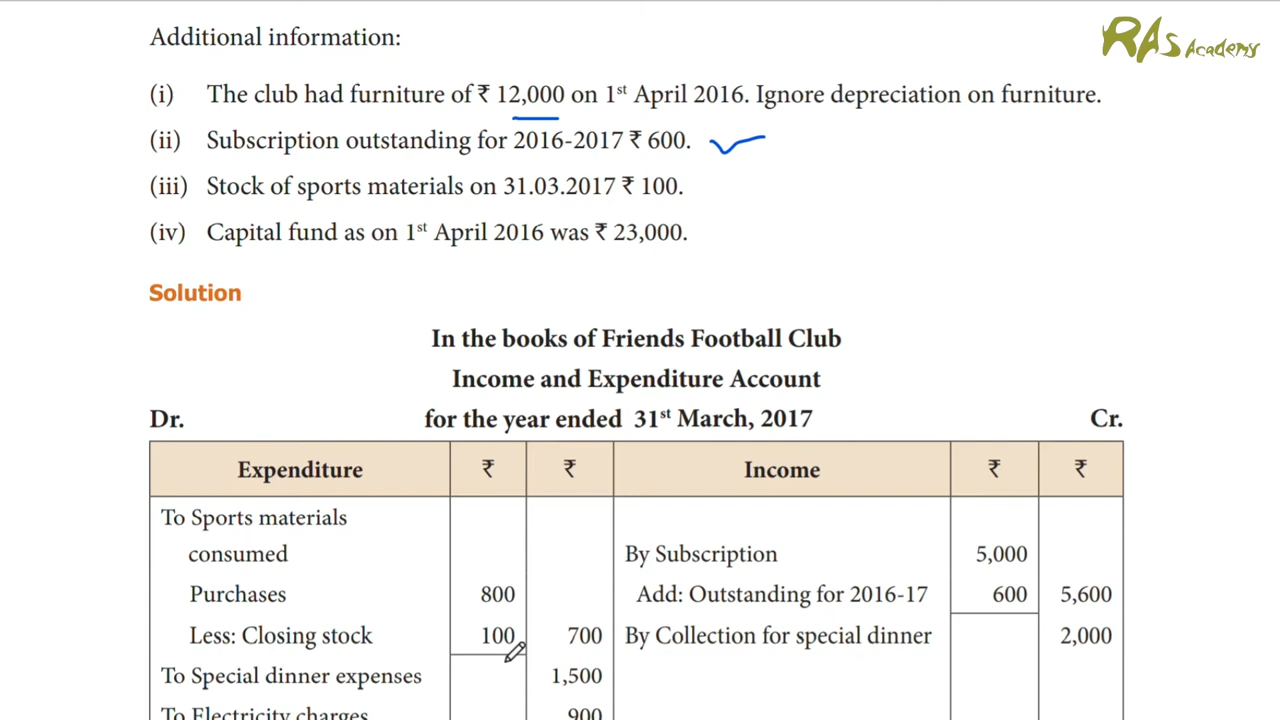 RAS Academy
Additional information:
(i) The club had furniture of ₹ 12,000 on 1st April 2016. Ignore depreciation on furniture.
(ii) Subscription outstanding for 2016-2017 ₹ 600.
(iii) Stock of sports materials on 31.03.2017 ₹ 100.
(iv) Capital fund as on 1st April 2016 was ₹ 23,000.
Solution
In the books of Friends Football Club
Income and Expenditure Account
Dr. for the year ended 31st March, 2017 Cr.
Expenditure ₹ ₹ Income ₹ ₹
To Sports materials
consumed By Subscription 5,000
Purchases 800 Add: Outstanding for 2016-17 600 5,600
Less: Closing stock 100 700 By Collection for special dinner 2,000
To Special dinner expenses 1,500
To Electricity charges 900